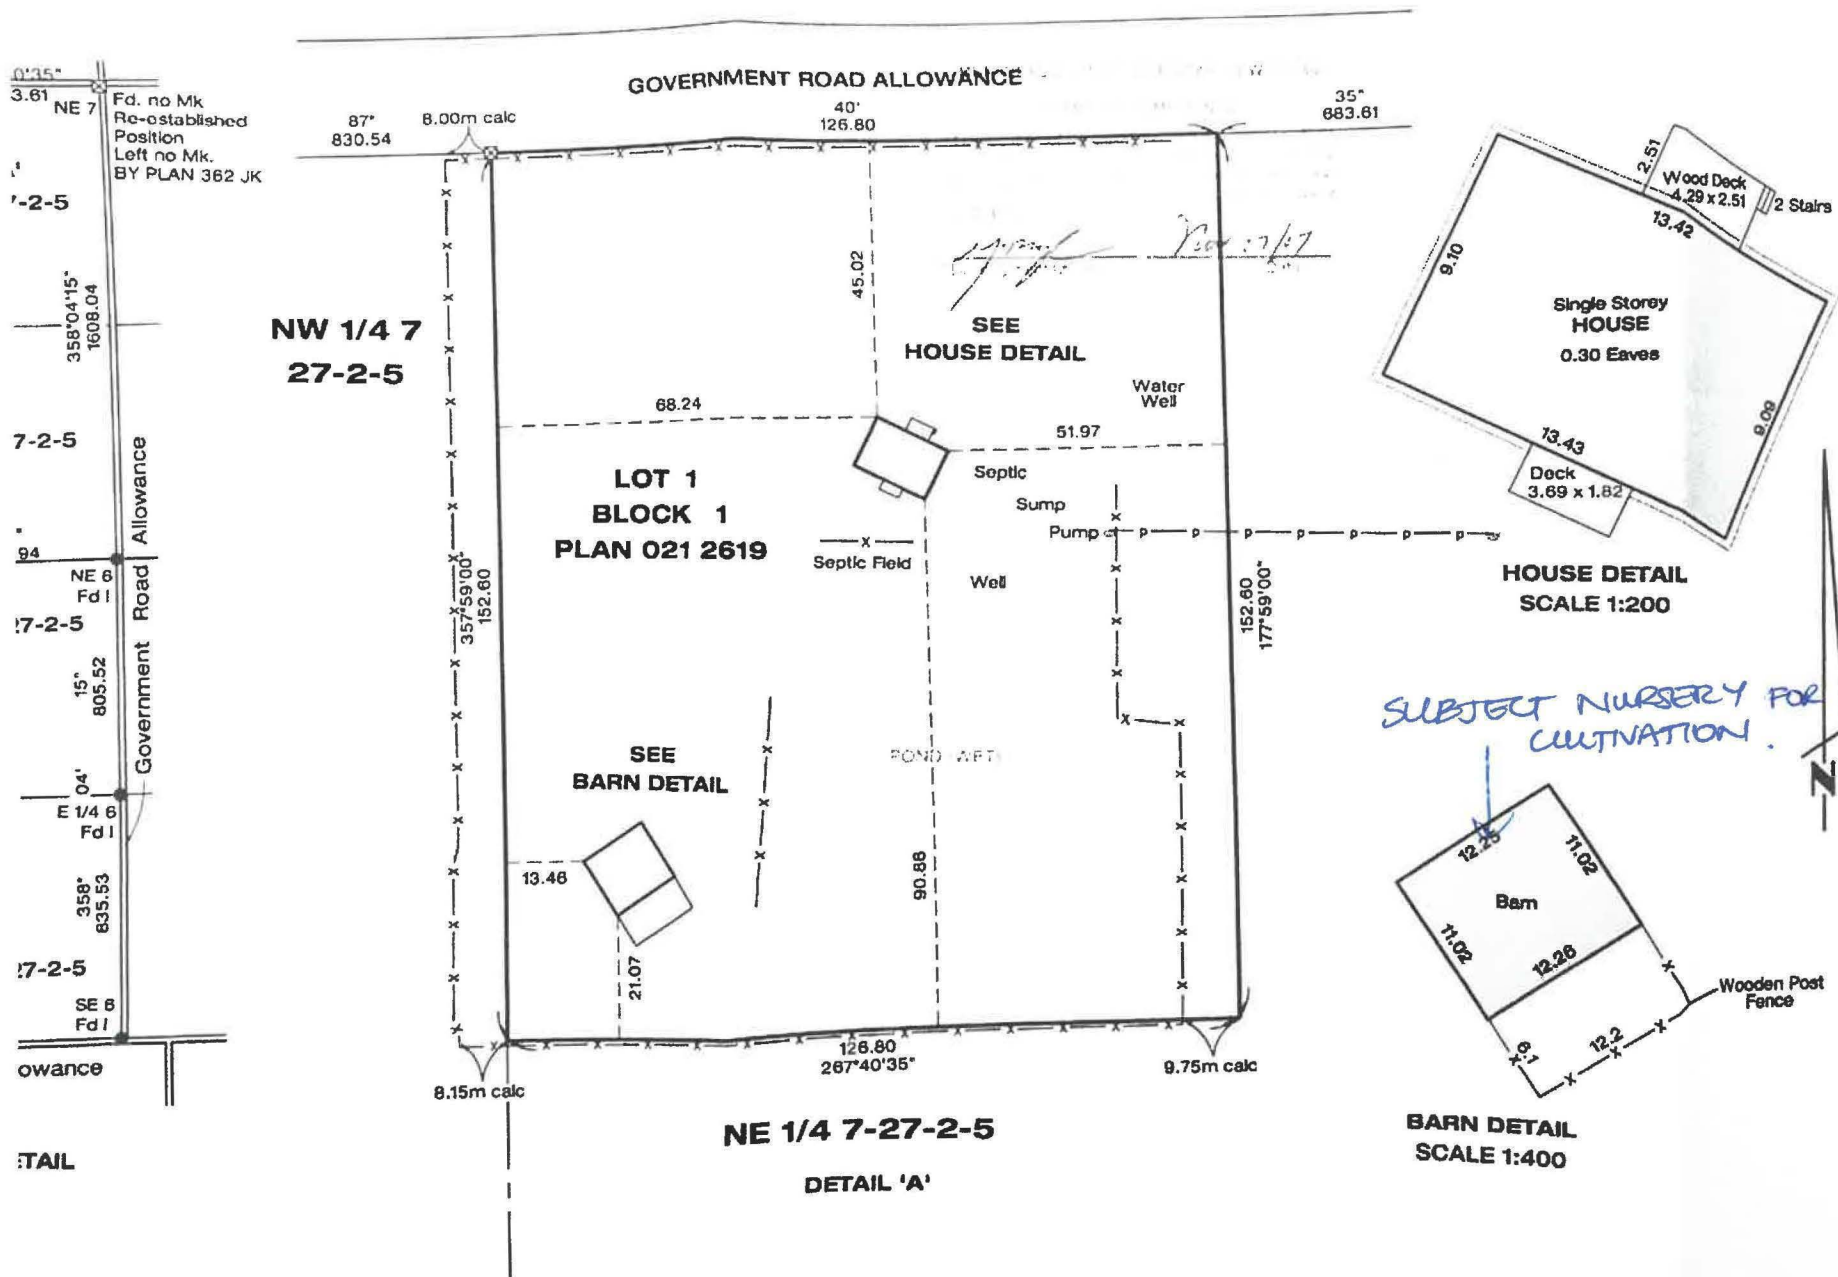 GOVERNMENT ROAD ALLOWANCE
0'35"
3.61
NE 7
Fd. no Mk
Re-established
Position
Left no Mk.
BY PLAN 362 JK
87°
830.54
8.00m calc
40'
126.80
35"
683.61
'-2-5
358°04'15"
1608.04
NW 1/4 7
27-2-5
45.02
SEE
HOUSE DETAIL
Water
Well
68.24
51.97
7-2-5
Government Road Allowance
LOT 1
BLOCK 1
PLAN 021 2619
Septic
Sump
Pump
P P P P P P P
X
Septic Field
Well
94
NE 6
Fd I
27-2-5
357°59'00"
152.60
152.60
177°59'00"
15"
805.52
04'
E 1/4 6
Fd I
358°
835.53
27-2-5
SE 6
Fd I
owance
SEE
BARN DETAIL
POND
13.46
21.07
90.88
126.80
267°40'35"
8.15m calc
9.75m calc
NE 1/4 7-27-2-5
DETAIL 'A'
TAIL
2.51
Wood Deck
4.29 x 2.51
2 Stairs
13.42
9.10
Single Storey
HOUSE
0.30 Eaves
9.09
13.43
Deck
3.69 x 1.82
HOUSE DETAIL
SCALE 1:200
SUBJECT NURSERY FOR
CULTIVATION.
N
12.25
11.02
Barn
11.02
12.26
Wooden Post
Fence
6.1
12.2
BARN DETAIL
SCALE 1:400